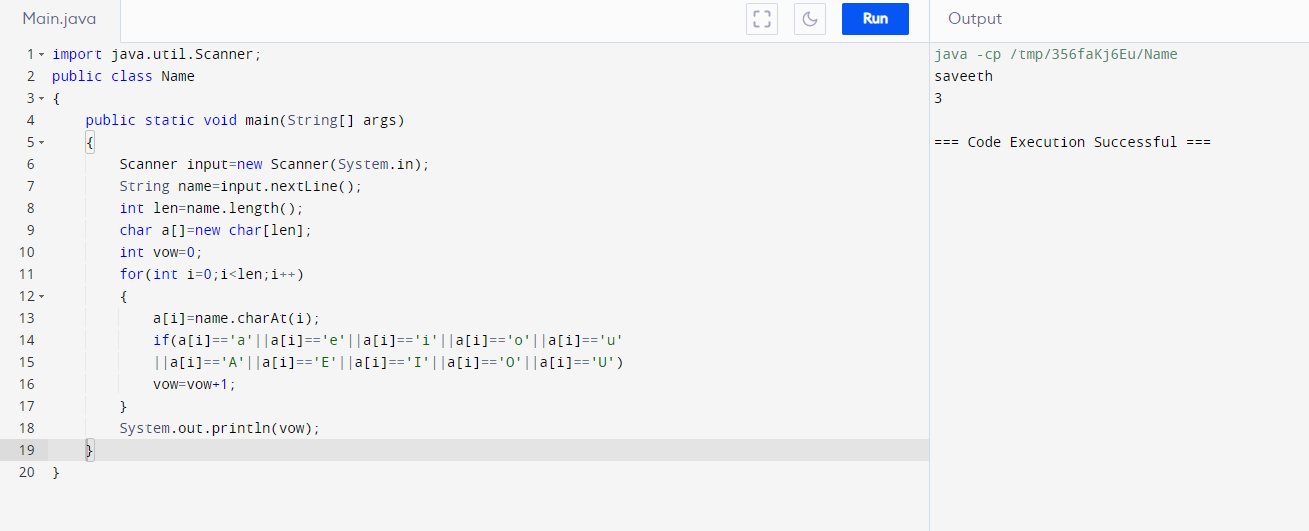 Main.java
Run
Output
1 import java.util.Scanner;
2 public class Name
3 {
4 public static void main(String[] args)
5 {
6 Scanner input=new Scanner(System.in);
7 String name=input.nextLine();
8 int len=name.length();
9 char a[]=new char[len];
10 int vow=0;
11 for(int i=0;i<len;i++)
12 {
13 a[i]=name.charAt(i);
14 if(a[i]=='a'||a[i]=='e'||a[i]=='i'||a[i]=='o'||a[i]=='u'
15 ||a[i]=='A'||a[i]=='E'||a[i]=='I'||a[i]=='O'||a[i]=='U')
16 vow=vow+1;
17 }
18 System.out.println(vow);
19 }
20 }
java -cp /tmp/356faKj6Eu/Name
saveeth
3
=== Code Execution Successful ===